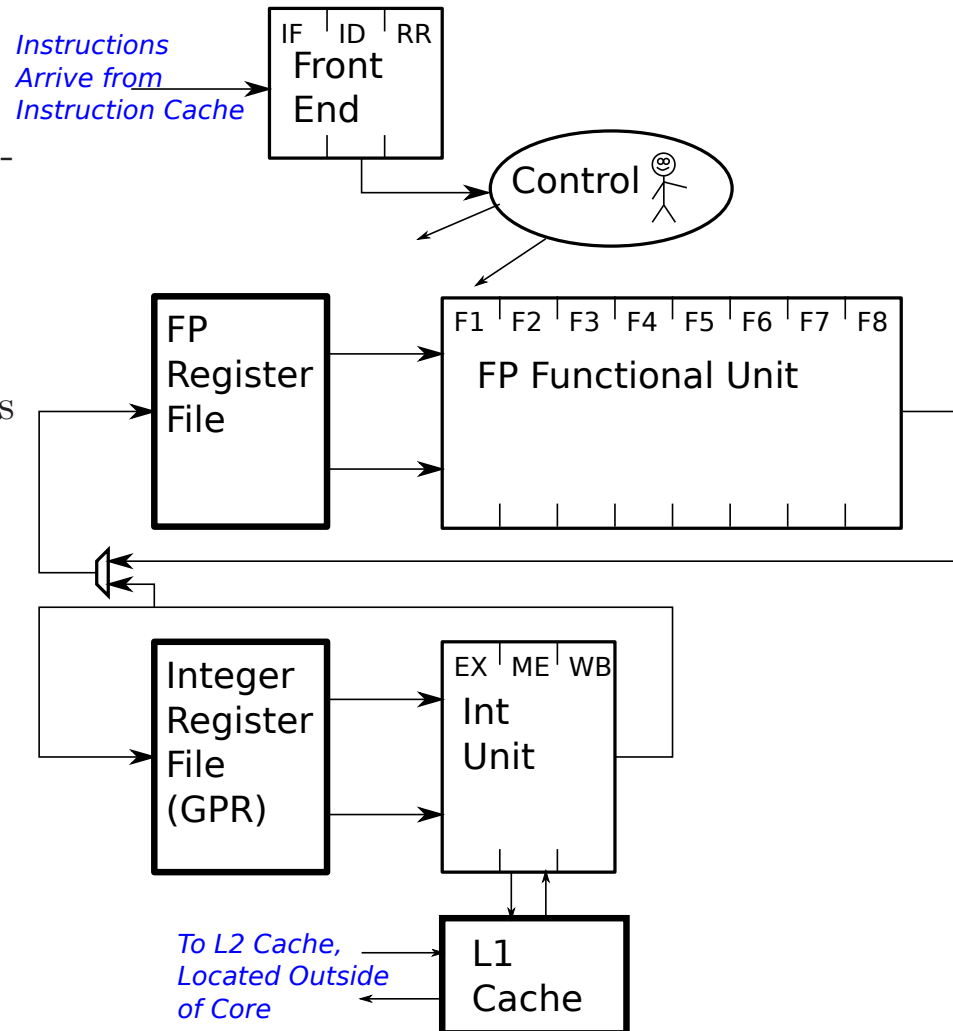 IF ID RR
Instructions
Arrive from
Instruction Cache
Front
End
-
Control
FP
Register
File
F1 F2 F3 F4 F5 F6 F7 F8
FP Functional Unit
s
Integer
Register
File
(GPR)
EX ME WB
Int
Unit
To L2 Cache,
Located Outside
of Core
L1
Cache